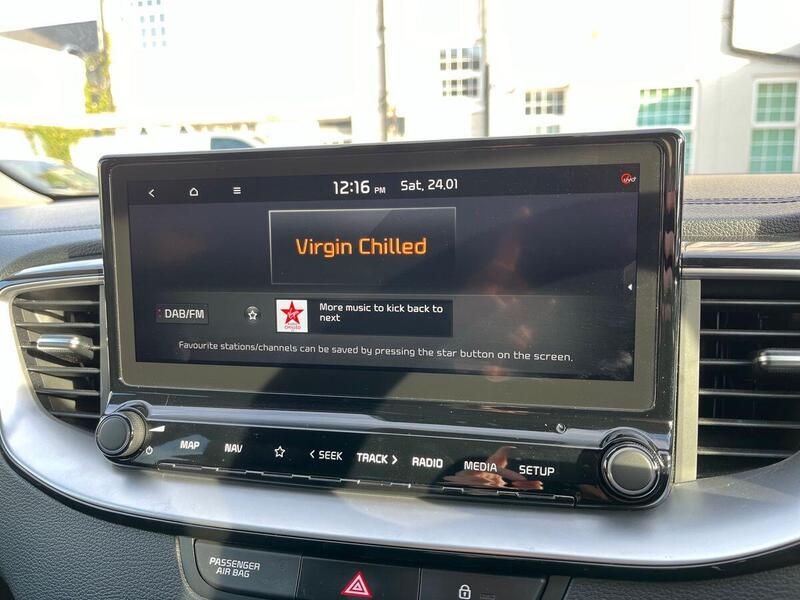 12:16 PM Sat, 24.01
UVO
Virgin Chilled
DAB/FM
CHILLED
More music to kick back to
next
Favourite stations/channels can be saved by pressing the star button on the screen.
MAP NAV < SEEK TRACK > RADIO MEDIA SETUP
PASSENGER
AIR BAG